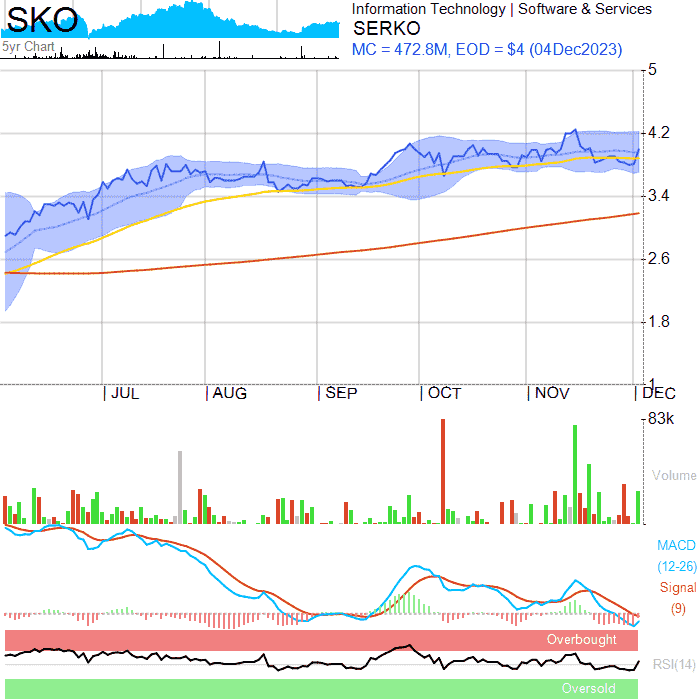 SKO
5yr Chart
Information Technology | Software & Services
SERKO
MC = 472.8M, EOD = $4 (04Dec2023)
5
4.2
3.4
2.6
1.8
1
JUL
AUG
SEP
OCT
NOV
DEC
83k
Volume
MACD
(12-26)
Signal
(9)
Overbought
RSI(14)
Oversold